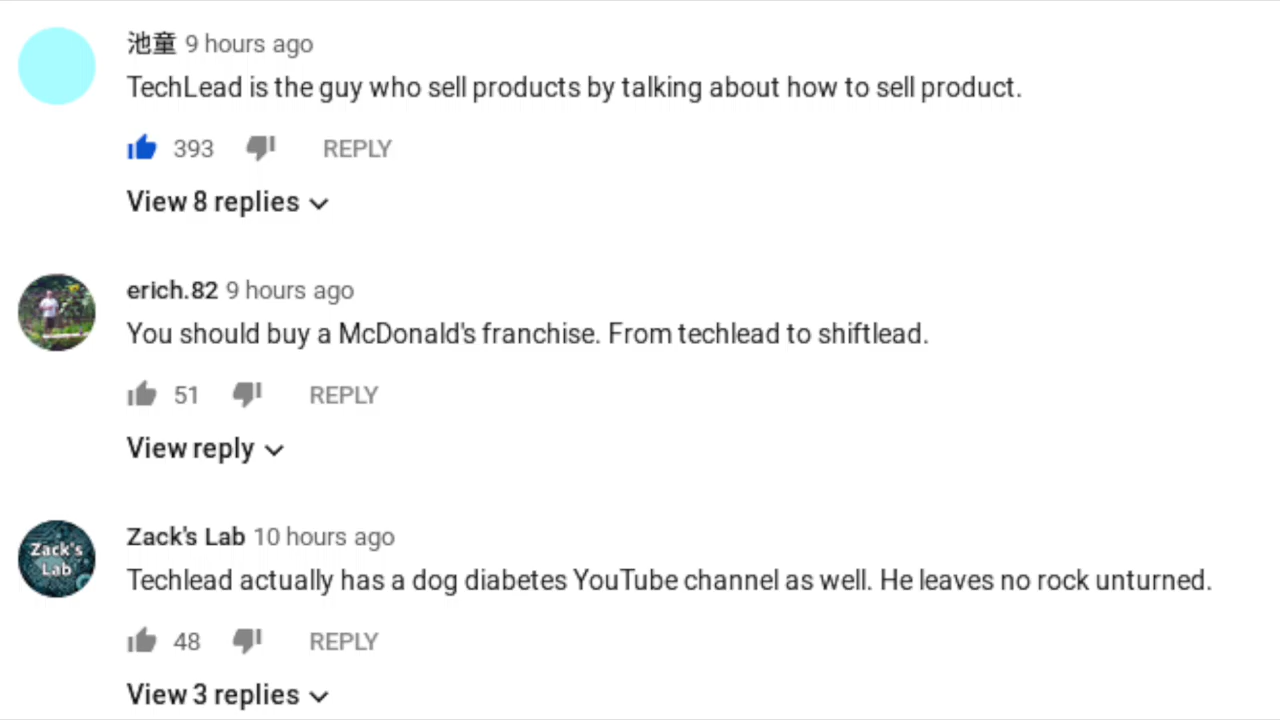 池童 9 hours ago
TechLead is the guy who sell products by talking about how to sell product.
393 REPLY
View 8 replies
erich.82 9 hours ago
You should buy a McDonald's franchise. From techlead to shiftlead.
51 REPLY
View reply
Zack's Lab 10 hours ago
Zack's
Lab
Techlead actually has a dog diabetes YouTube channel as well. He leaves no rock unturned.
48 REPLY
View 3 replies